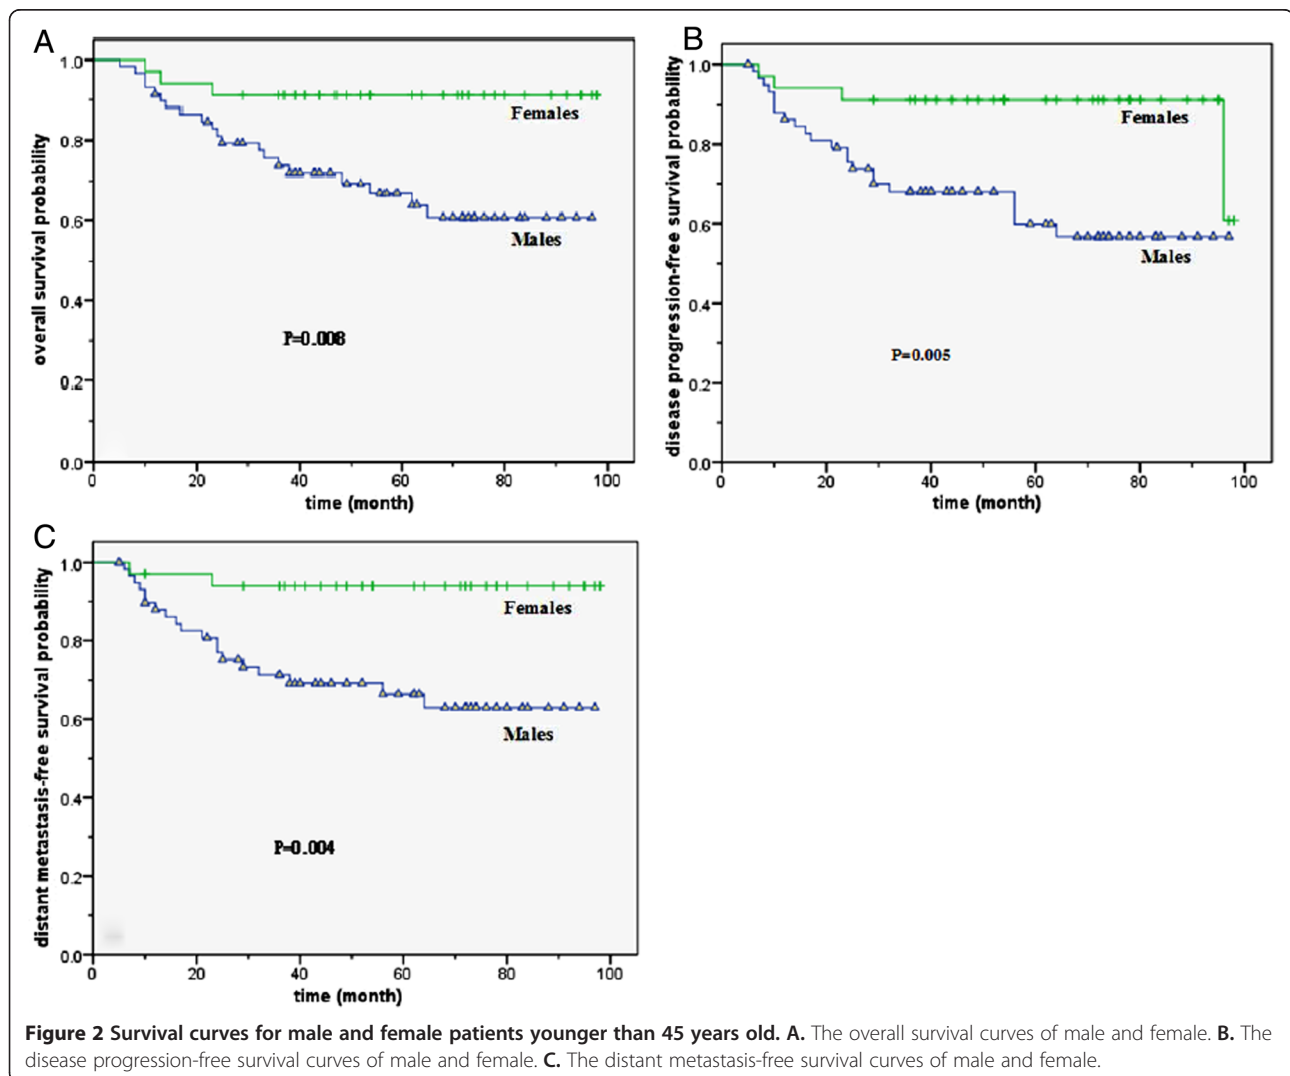 A
1.0
0.8
0.6
0.4
0.2
0.0
overall survival probability
Females
Males
P=0.008
0 20 40 60 80 100
time (month)
B
1.0
0.8
0.6
0.4
0.2
0.0
disease progression-free survival probability
Females
Males
P=0.005
0 20 40 60 80 100
time (month)
C
1.0
0.8
0.6
0.4
0.2
0.0
distant metastasis-free survival probability
Females
Males
P=0.004
0 20 40 60 80 100
time (month)
Figure 2 Survival curves for male and female patients younger than 45 years old. A. The overall survival curves of male and female. B. The
disease progression-free survival curves of male and female. C. The distant metastasis-free survival curves of male and female.